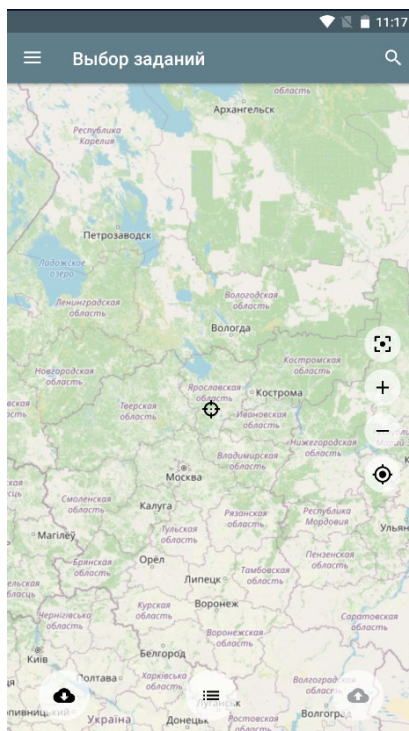 11:17
Выбор заданий
область
Архангельск
Республика
Карелия
Петрозаводск
Ладожское
озеро
Ленинградская
область
Вологодская
область
Вологда
Костромская
область
Новгородская
область
Ярославская
область
Кострома
Тверская
область
Ивановская
область
Владимирская
область
Нижегородская
область
Москва
Смоленская
область
Калуга
Рязанская
область
Республика
Мордовия
Ульян
Магілёў
Тульская
область
Брянская
область
Орёл
Пензенская
область
Тамбовская
область
Липецк
Курская
область
Воронеж
Чернігівська
область
Саратовская
область
Воронежская
область
Белгород
Київ
Полтава
Харківська
область
Волгоград
Україна
Донецьк
Ростовская
область